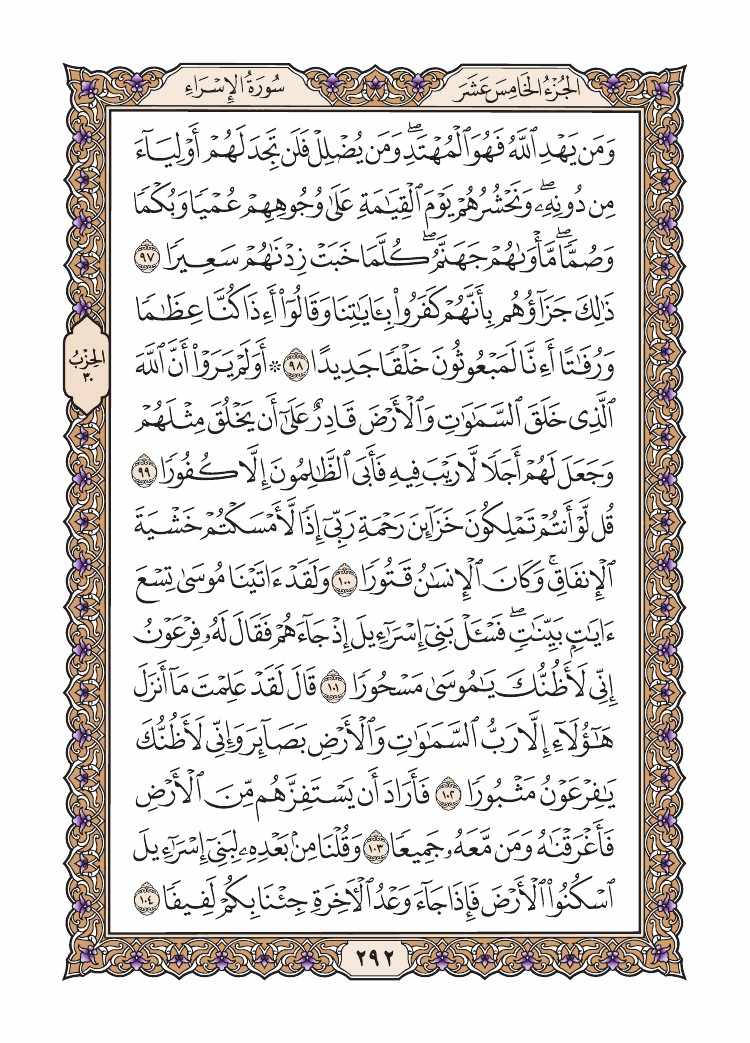 الجُزْءُ الخَامِسَ عَشَرَ
سُورَةُ الإِسْرَاءِ
وَمَن يَهْدِ ٱللَّهُ فَهُوَ ٱلْمُهْتَدِۖ وَمَن يُضْلِلْ فَلَن تَجِدَ لَهُمْ أَوْلِيَآءَ
مِن دُونِهِۦۖ وَنَحْشُرُهُمْ يَوْمَ ٱلْقِيَٰمَةِ عَلَىٰ وُجُوهِهِمْ عُمْيًا وَبُكْمًا
وَصُمًّاۖ مَّأْوَىٰهُمْ جَهَنَّمُۖ كُلَّمَا خَبَتْ زِدْنَٰهُمْ سَعِيرًا ٩٧
ذَٰلِكَ جَزَآؤُهُم بِأَنَّهُمْ كَفَرُوا۟ بِـَٔايَٰتِنَا وَقَالُوٓا۟ أَءِذَا كُنَّا عِظَٰمًا
وَرُفَٰتًا أَءِنَّا لَمَبْعُوثُونَ خَلْقًا جَدِيدًا ٩٨ ۞ أَوَلَمْ يَرَوْا۟ أَنَّ ٱللَّهَ
ٱلَّذِى خَلَقَ ٱلسَّمَٰوَٰتِ وَٱلْأَرْضَ قَادِرٌ عَلَىٰٓ أَن يَخْلُقَ مِثْلَهُمْ
وَجَعَلَ لَهُمْ أَجَلًا لَّا رَيْبَ فِيهِ فَأَبَى ٱلظَّٰلِمُونَ إِلَّا كُفُورًا ٩٩
قُل لَّوْ أَنتُمْ تَمْلِكُونَ خَزَآئِنَ رَحْمَةِ رَبِّىٓ إِذًا لَّأَمْسَكْتُمْ خَشْيَةَ
ٱلْإِنفَاقِۚ وَكَانَ ٱلْإِنسَٰنُ قَتُورًا ١٠٠ وَلَقَدْ ءَاتَيْنَا مُوسَىٰ تِسْعَ
ءَايَٰتٍۭ بَيِّنَٰتٍۖ فَسْـَٔلْ بَنِىٓ إِسْرَٰٓءِيلَ إِذْ جَآءَهُمْ فَقَالَ لَهُۥ فِرْعَوْنُ
إِنِّى لَأَظُنُّكَ يَٰمُوسَىٰ مَسْحُورًا ١٠١ قَالَ لَقَدْ عَلِمْتَ مَآ أَنزَلَ
هَٰٓؤُلَآءِ إِلَّا رَبُّ ٱلسَّمَٰوَٰتِ وَٱلْأَرْضِ بَصَآئِرَ وَإِنِّى لَأَظُنُّكَ
يَٰفِرْعَوْنُ مَثْبُورًا ١٠٢ فَأَرَادَ أَن يَسْتَفِزَّهُم مِّنَ ٱلْأَرْضِ
فَأَغْرَقْنَٰهُ وَمَن مَّعَهُۥ جَمِيعًا ١٠٣ وَقُلْنَا مِنۢ بَعْدِهِۦ لِبَنِىٓ إِسْرَٰٓءِيلَ
ٱسْكُنُوا۟ ٱلْأَرْضَ فَإِذَا جَآءَ وَعْدُ ٱلْءَاخِرَةِ جِئْنَا بِكُمْ لَفِيفًا ١٠٤
الحِزْبُ
٣٠
٢٩٢